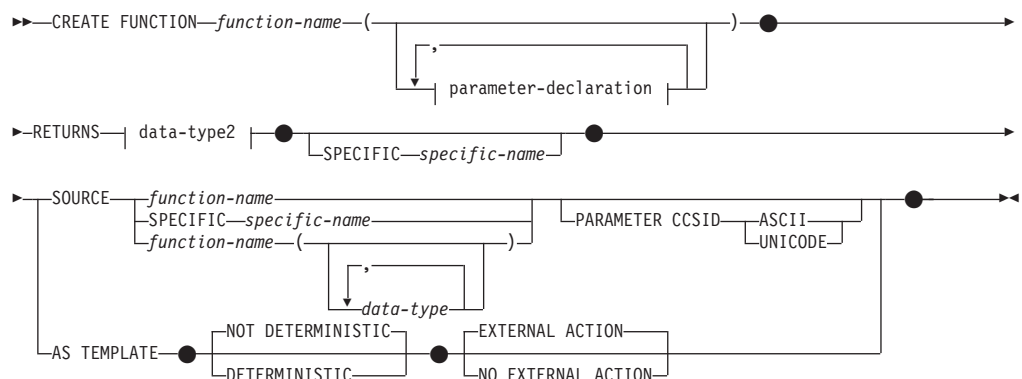 CREATE FUNCTION function-name ( )
,
parameter-declaration
RETURNS data-type2
SPECIFIC specific-name
SOURCE function-name
SPECIFIC specific-name PARAMETER CCSID ASCII
function-name ( ) UNICODE
,
data-type
NOT DETERMINISTIC EXTERNAL ACTION
AS TEMPLATE
DETERMINISTIC NO EXTERNAL ACTION